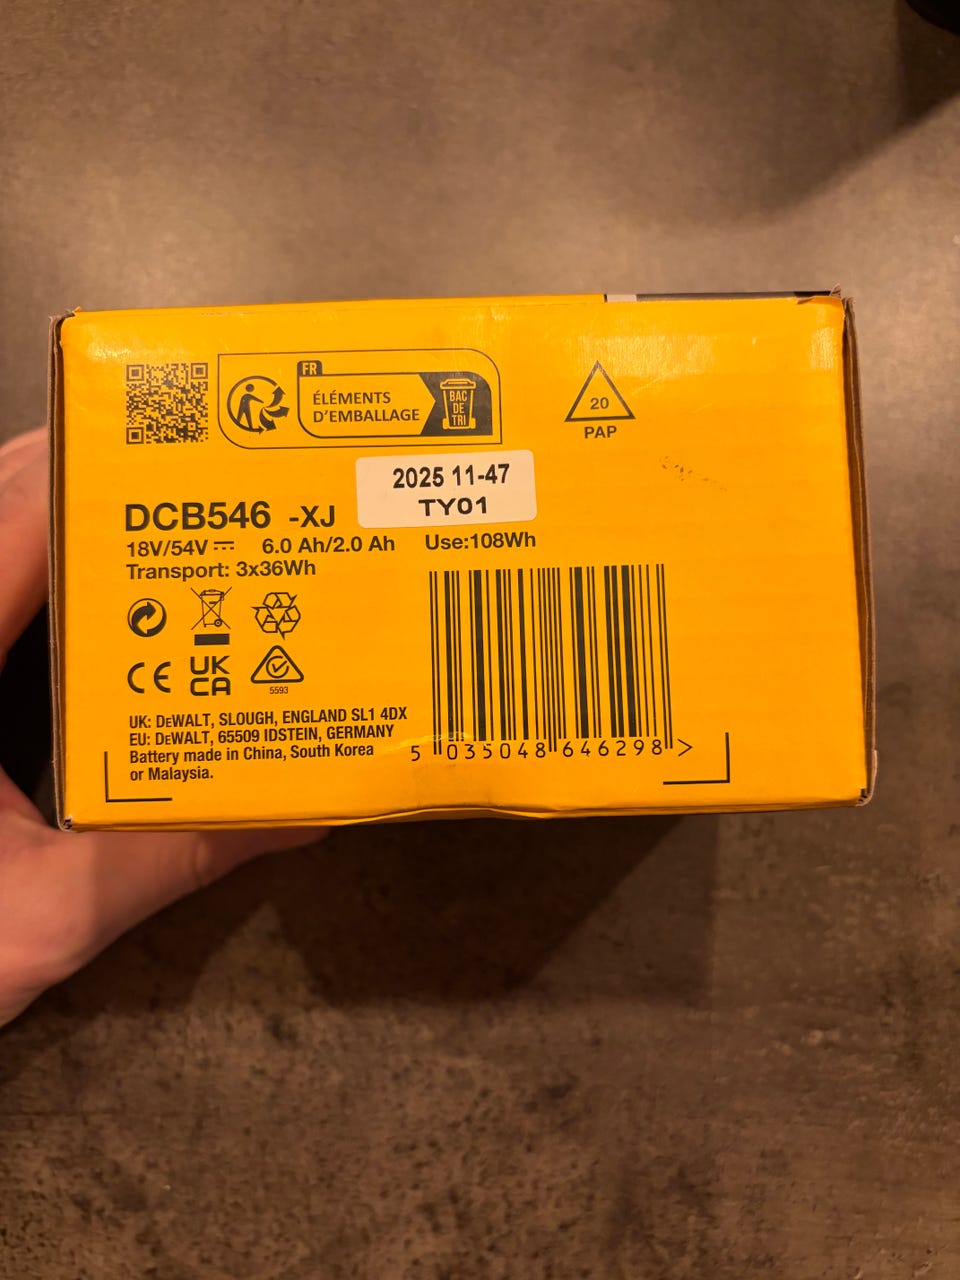 FR
ÉLÉMENTS
D'EMBALLAGE
BAC
DE
TRI
20
PAP
2025 11-47
TY01
DCB546 -XJ
18V/54V 6.0 Ah/2.0 Ah Use:108Wh
Transport: 3x36Wh
CE
UK
CA
5593
UK: DEWALT, SLOUGH, ENGLAND SL1 4DX
EU: DEWALT, 65509 IDSTEIN, GERMANY
Battery made in China, South Korea
or Malaysia.
5 035048 646298 >